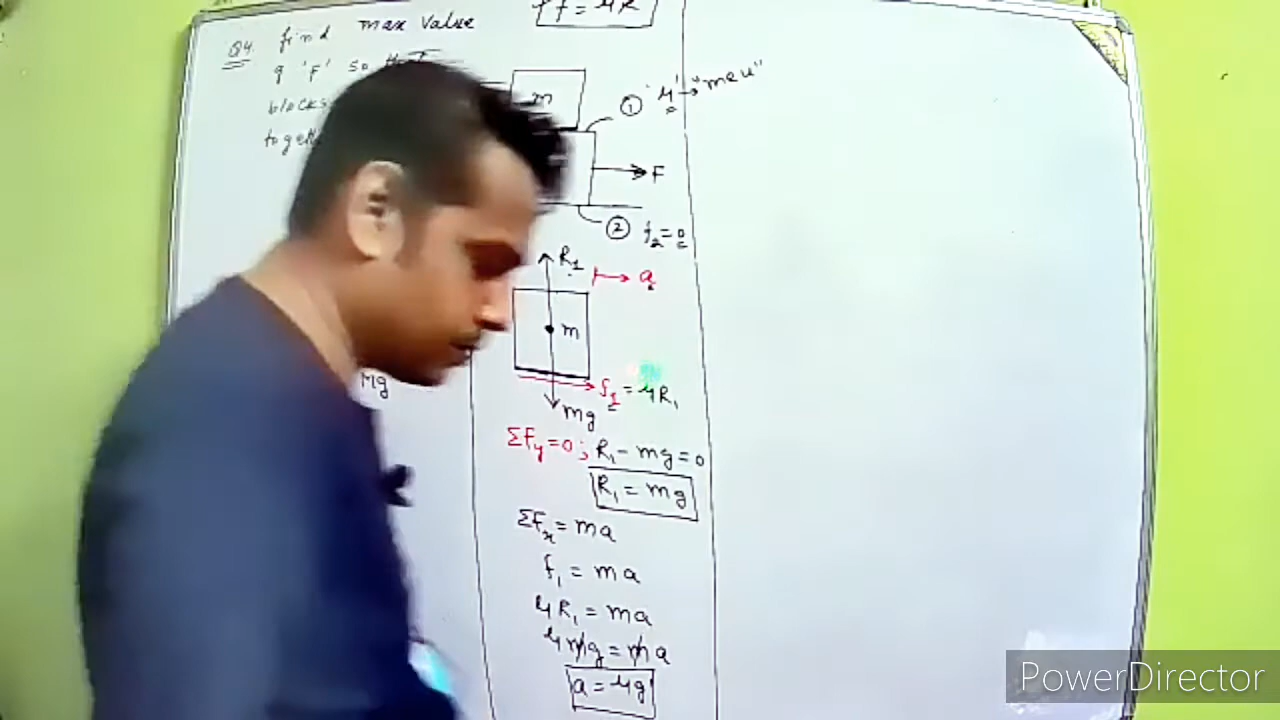 Q4. find max value
of 'F' so that
blocks
together
f = μR
m
① 'μ' → "meu"
F
② f₂ = 0
R₁
a
m
f₁ = μR₁
mg
Mg
ΣFy = 0 ; R₁ - mg = 0
R₁ = mg
ΣFx = ma
f₁ = ma
μR₁ = ma
μmg = ma
a = μg
PowerDirector